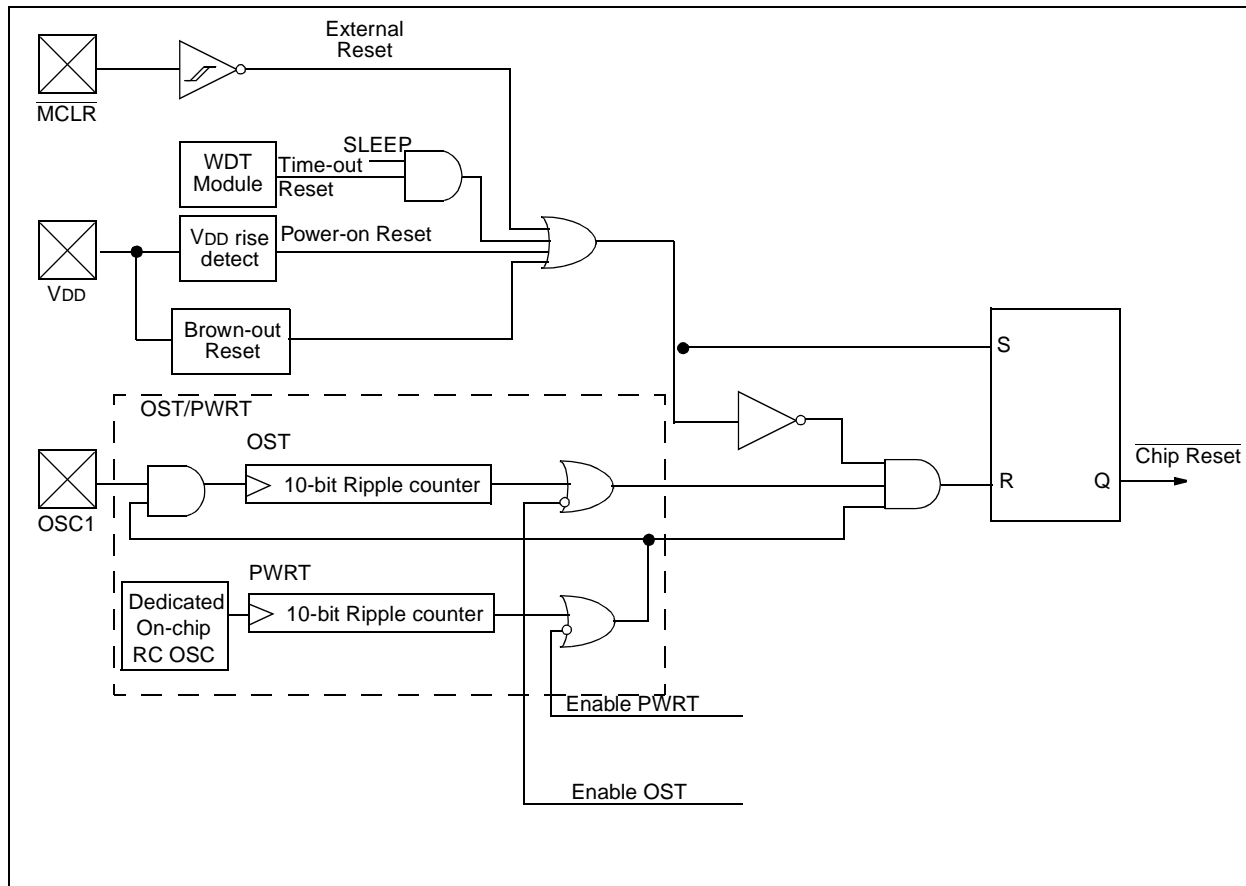 External
Reset
MCLR
SLEEP
WDT
Module
Time-out
Reset
VDD rise
detect
Power-on Reset
VDD
Brown-out
Reset
S
OST/PWRT
OST
10-bit Ripple counter
OSC1
Chip Reset
R
Q
PWRT
Dedicated
On-chip
RC OSC
10-bit Ripple counter
Enable PWRT
Enable OST